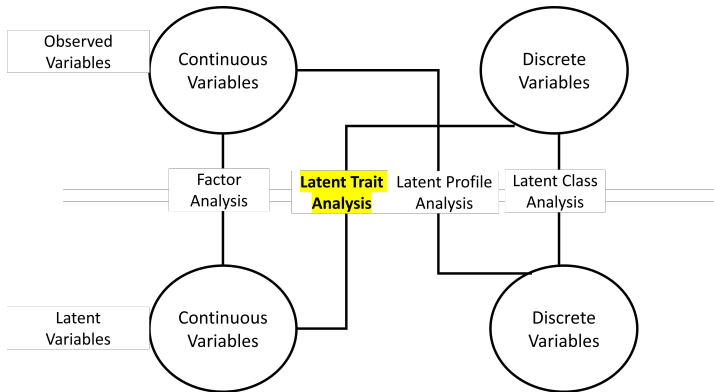 Observed
Variables
Continuous
Variables
Discrete
Variables
Factor
Analysis
Latent Trait
Analysis
Latent Profile
Analysis
Latent Class
Analysis
Latent
Variables
Continuous
Variables
Discrete
Variables